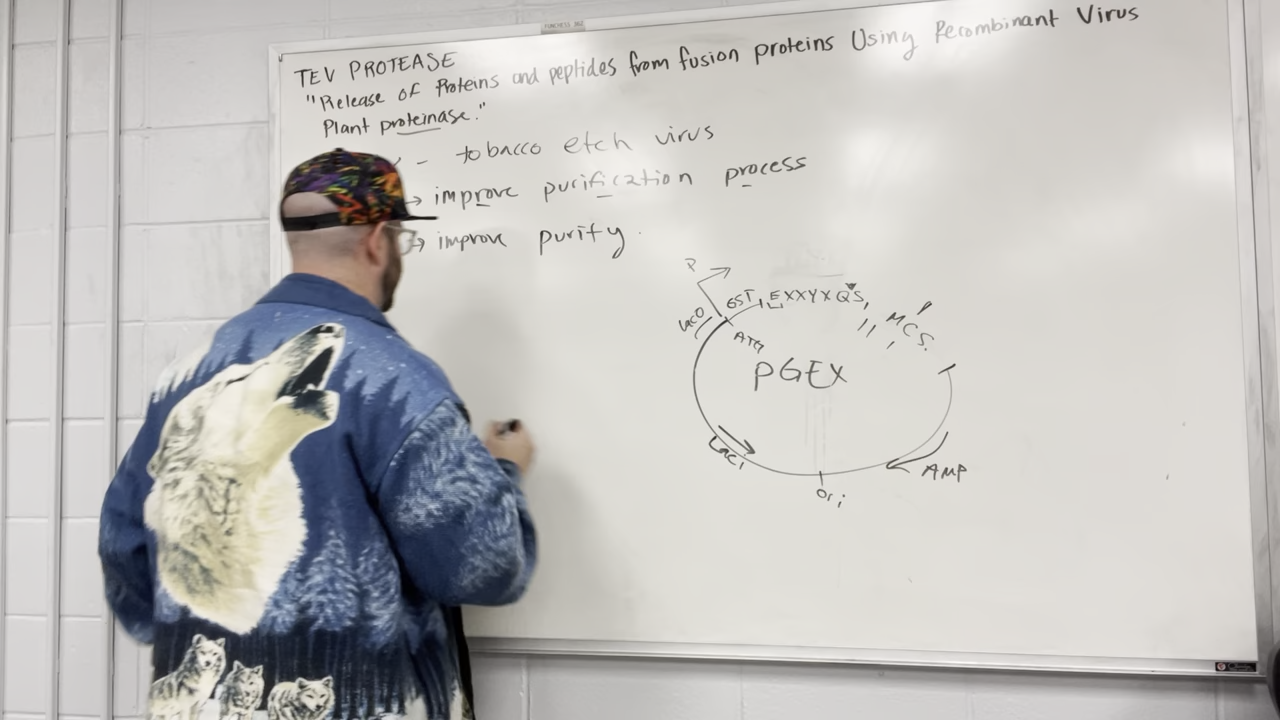 TEV PROTEASE
"Release of Proteins and peptides from fusion proteins Using Recombinant Virus
Plant proteinase."
- tobacco etch virus
→ improve purification process
→ improve purity.
P
GST EXXYXQS, MCS.
LacO
ATG
PGEX
Laci
AMP
Ori